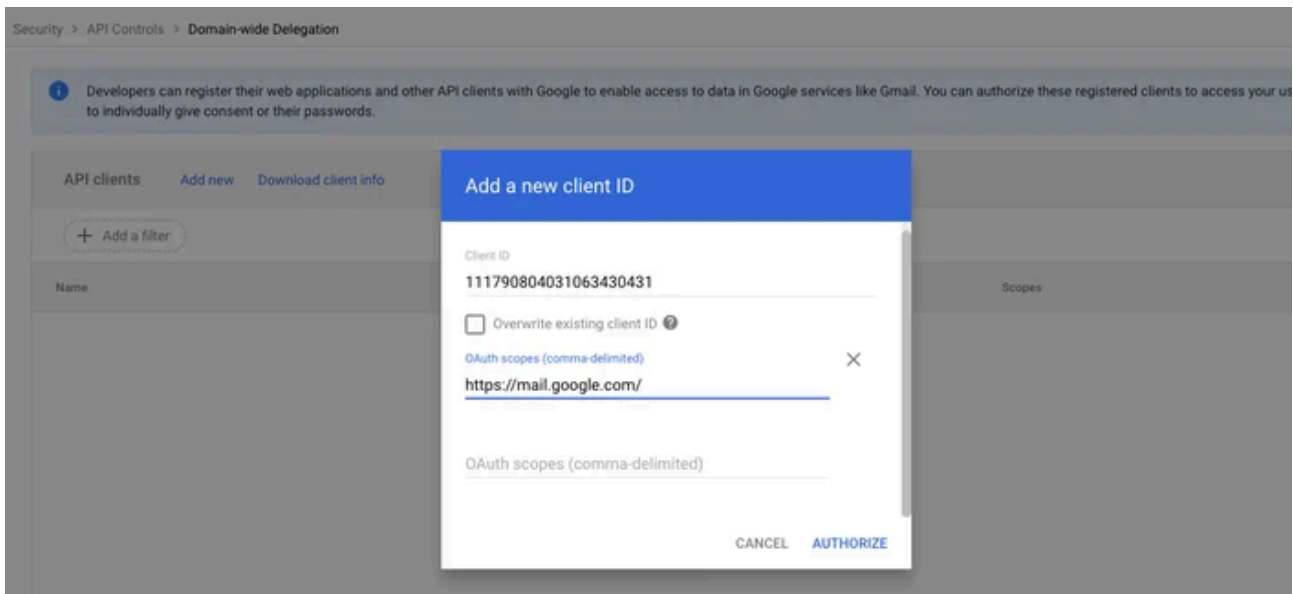 Security > API Controls > Domain-wide Delegation
Developers can register their web applications and other API clients with Google to enable access to data in Google services like Gmail. You can authorize these registered clients to access your us
to individually give consent or their passwords.
API clients Add new Download client info
+ Add a filter
Name Scopes
Add a new client ID
Client ID
111790804031063430431
Overwrite existing client ID ?
OAuth scopes (comma-delimited)
https://mail.google.com/
OAuth scopes (comma-delimited)
CANCEL AUTHORIZE